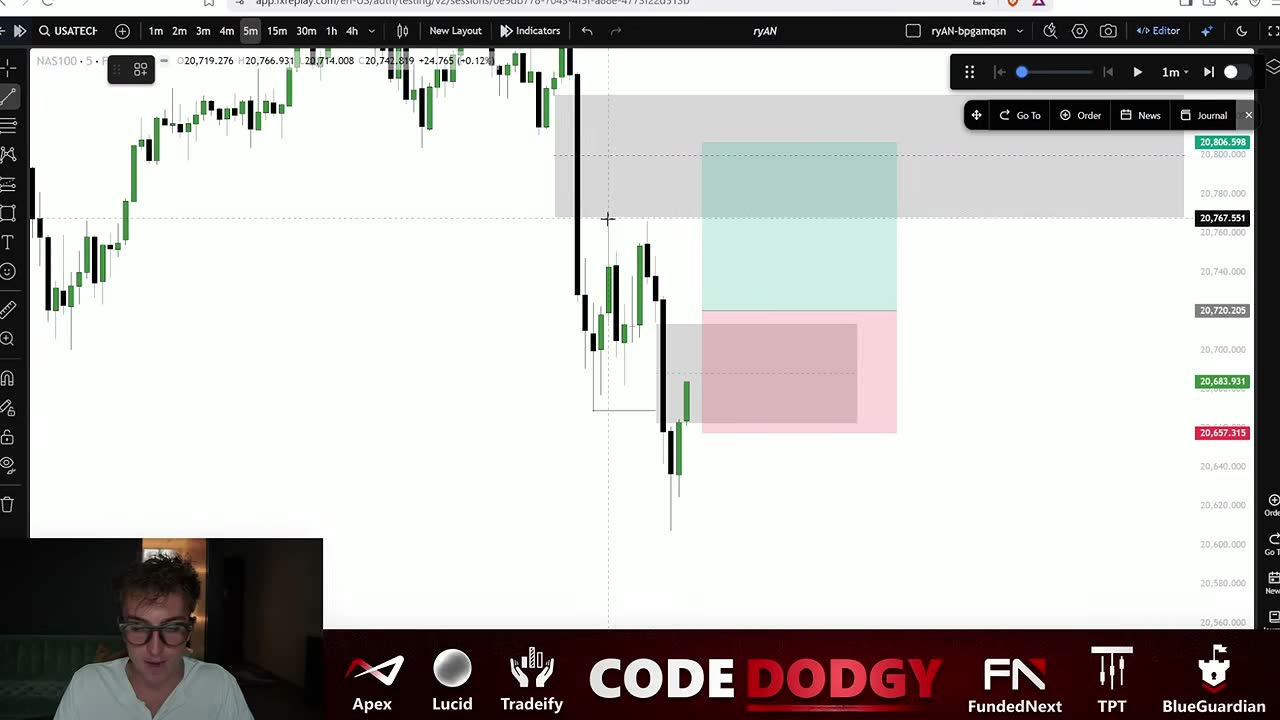 USATECH
1m 2m 3m 4m 5m 15m 30m 1h 4h
New Layout
Indicators
ryAN
ryAN-bpgamqsn
Editor
NAS100 · 5
O20,719.276 H20,766.931 L20,714.008 C20,742.819 +24.765 (+0.12%)
1m
Go To
Order
News
Journal
20,806.598
20,800.000
20,780.000
20,767.551
20,760.000
20,740.000
20,720.205
20,700.000
20,683.931
20,657.315
20,640.000
20,620.000
20,600.000
20,580.000
20,560.000
CODE DODGY
Apex
Lucid
Tradeify
FN
FundedNext
TPT
BlueGuardian